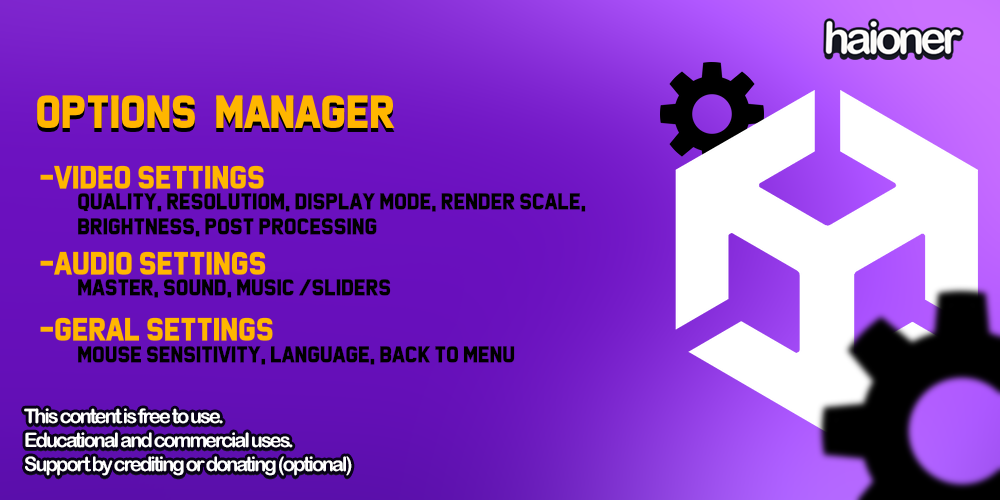 haioner
OPTIONS MANAGER
-VIDEO SETTINGS
QUALITY, RESOLUTIOM, DISPLAY MODE, RENDER SCALE,
BRIGHTNESS, POST PROCESSING
-AUDIO SETTINGS
MASTER, SOUND, MUSIC /SLIDERS
-GERAL SETTINGS
MOUSE SENSITIVITY, LANGUAGE, BACK TO MENU
This content is free to use.
Educational and commercial uses.
Support by crediting or donating (optional)